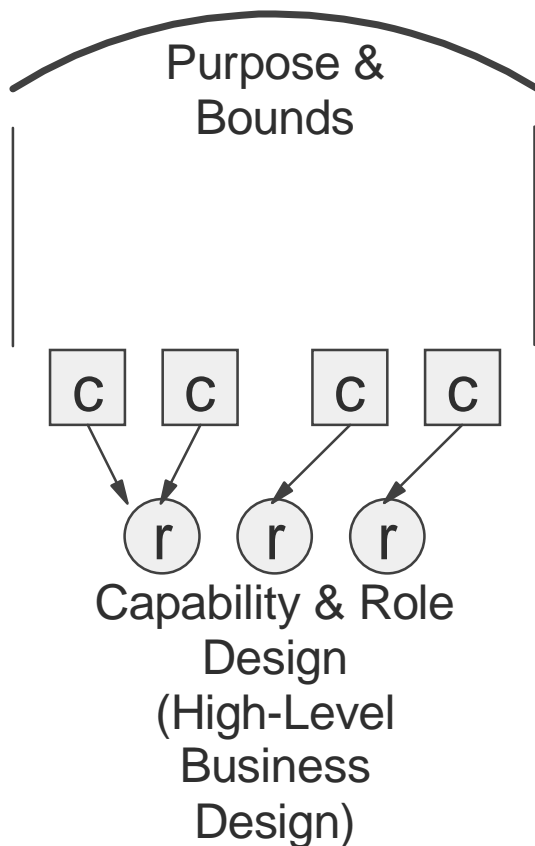 Purpose &
Bounds
c c c c
r r r
Capability & Role
Design
(High-Level
Business
Design)